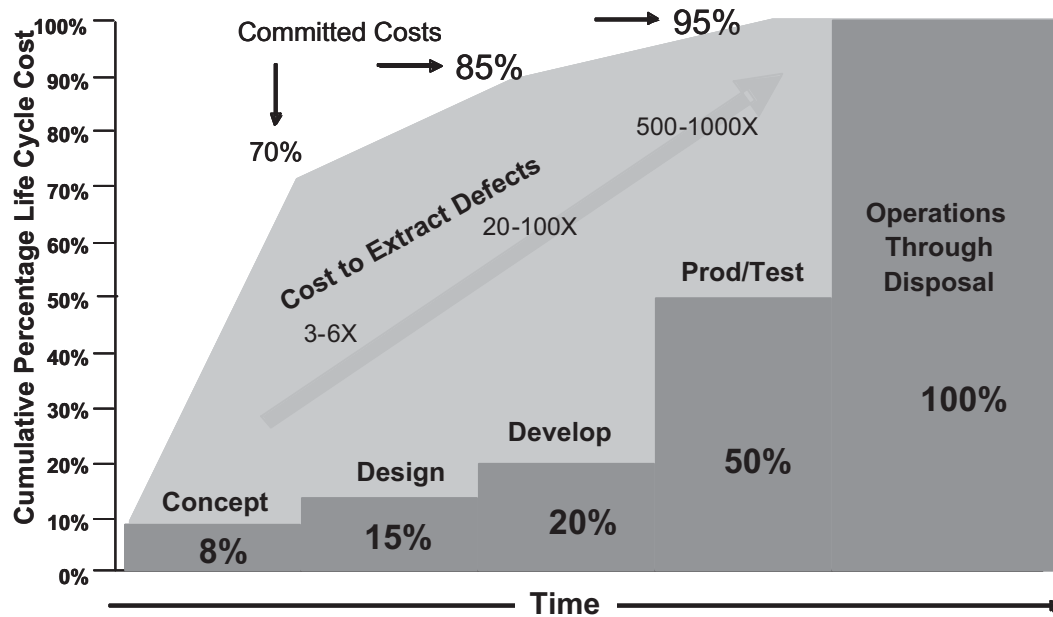 Cumulative Percentage Life Cycle Cost
100%
90%
80%
70%
60%
50%
40%
30%
20%
10%
0%
Committed Costs
70%
85%
95%
Cost to Extract Defects
3-6X
20-100X
500-1000X
Concept
8%
Design
15%
Develop
20%
Prod/Test
50%
Operations
Through
Disposal
100%
Time